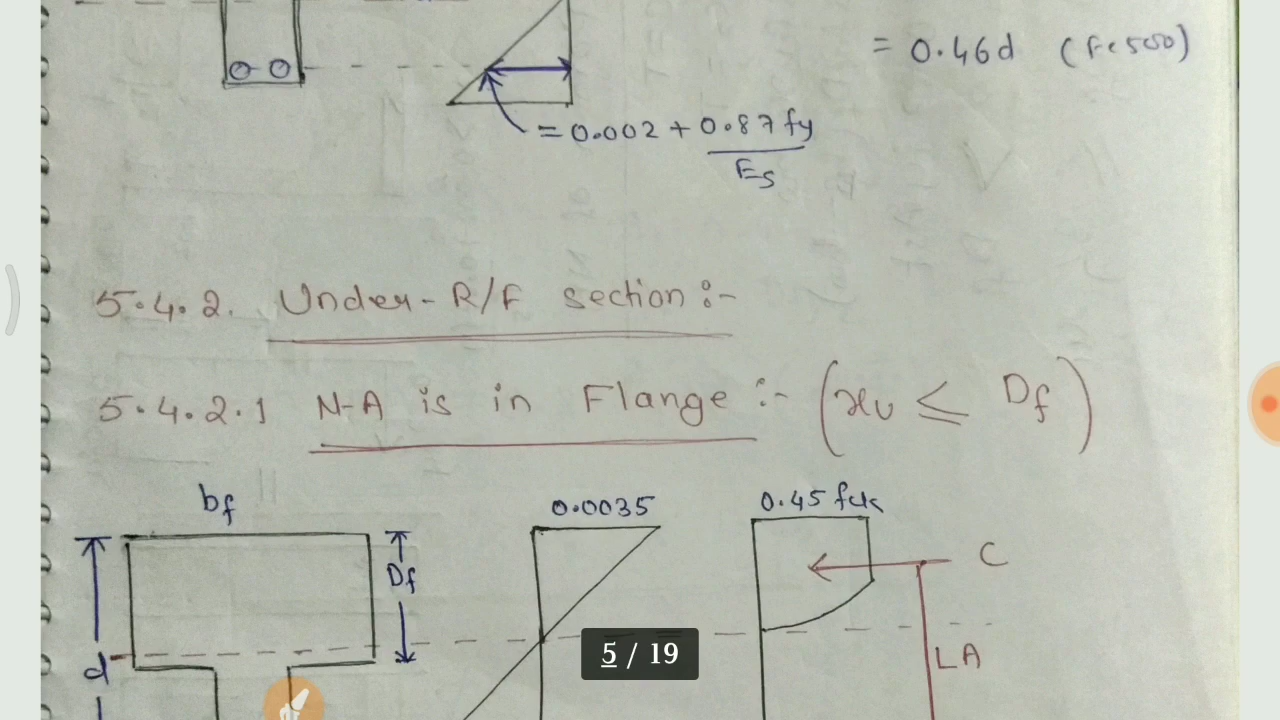 = 0.46d (Fe500)
= 0.002 + 0.87fy
Es
5.4.2. Under-R/F section :-
5.4.2.1 N-A is in Flange :- (xu ≤ Df)
bf
0.0035
0.45 fck
Df
C
d
5 / 19
LA